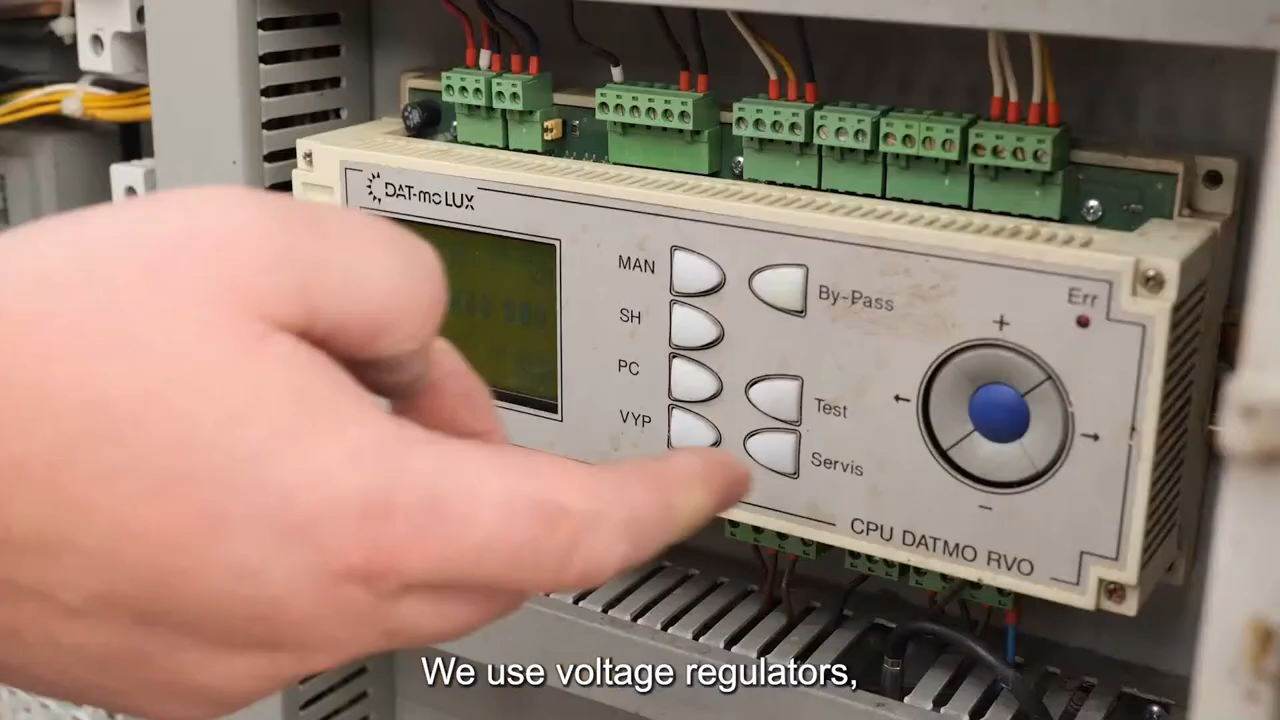 DAT-mo LUX
MAN
By-Pass
Err
SH
+
PC
←
Test
VYP
→
Servis
−
CPU DATMO RVO
We use voltage regulators,